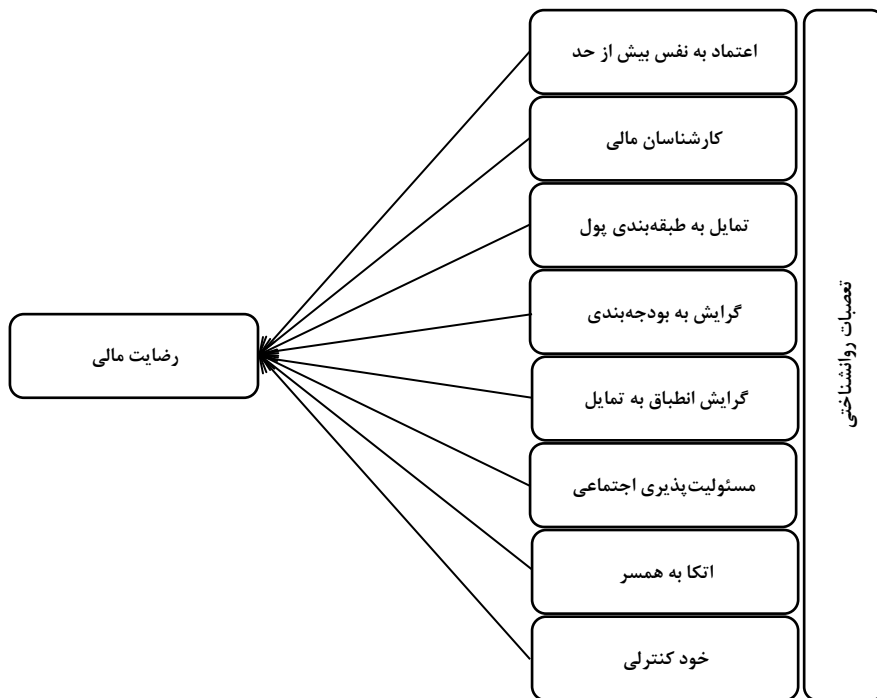 اعتماد به نفس بیش از حد
کارشناسان مالی
تمایل به طبقه‌بندی پول
گرایش به بودجه‌بندی
گرایش انطباق به تمایل
مسئولیت‌پذیری اجتماعی
اتکا به همسر
خود کنترلی
تعصبات روانشناختی
رضایت مالی